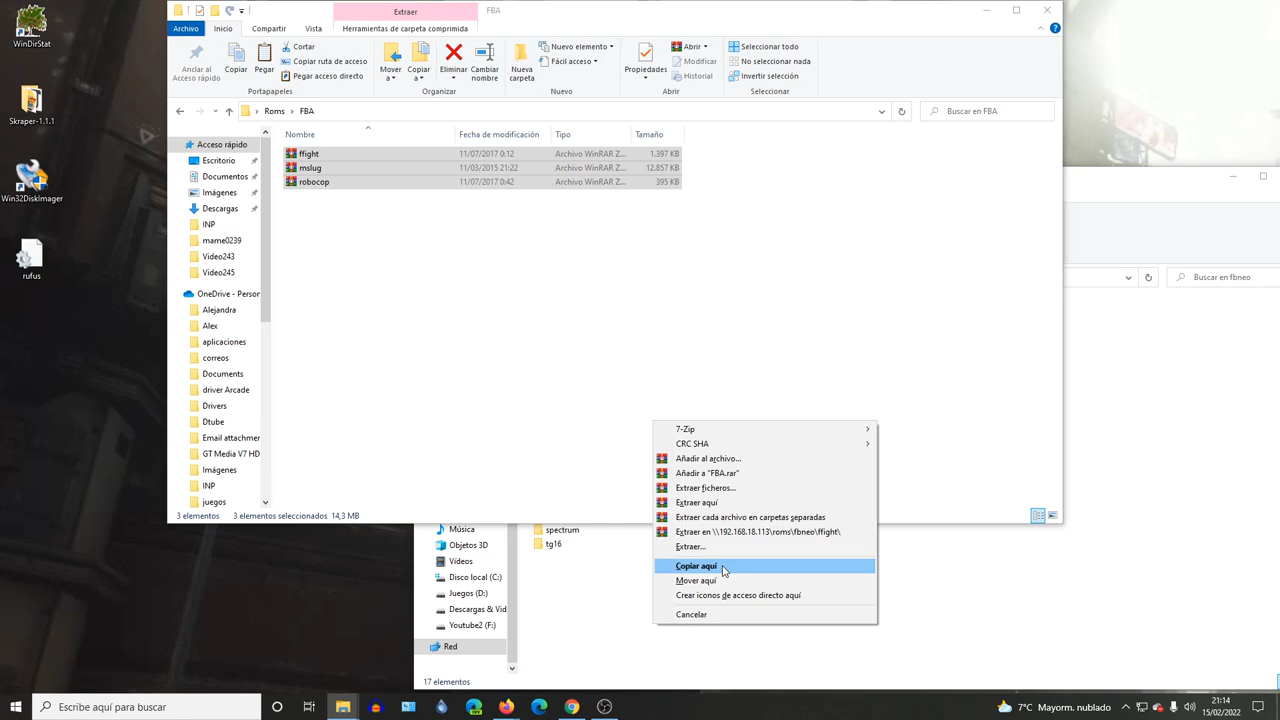 WinDirStat
Skraper-1.1.1
Win32DiskImager
rufus
Extraer
FBA
Archivo
Inicio
Compartir
Vista
Herramientas de carpeta comprimida
Anclar al
Acceso rápido
Copiar
Pegar
Cortar
Copiar ruta de acceso
Pegar acceso directo
Portapapeles
Mover
a
Copiar
a
Eliminar
Cambiar
nombre
Organizar
Nueva
carpeta
Nuevo elemento
Fácil acceso
Nuevo
Propiedades
Abrir
Modificar
Historial
Abrir
Seleccionar todo
No seleccionar nada
Invertir selección
Seleccionar
Roms > FBA
Buscar en FBA
Nombre Fecha de modificación Tipo Tamaño
ffight 11/07/2017 0:12 Archivo WinRAR Z... 1.397 KB
mslug 11/03/2015 21:22 Archivo WinRAR Z... 12.857 KB
robocop 11/07/2017 0:42 Archivo WinRAR Z... 395 KB
Acceso rápido
Escritorio
Documentos
Imágenes
Descargas
INP
mame0239
Video243
Video245
OneDrive - Person
Alejandra
Alex
aplicaciones
correos
Documents
driver Arcade
Drivers
Dtube
Email attachmer
GT Media V7 HD
Imágenes
INP
juegos
3 elementos
3 elementos seleccionados 14,3 MB
Buscar en fbneo
7-Zip
CRC SHA
Añadir al archivo...
Añadir a "FBA.rar"
Extraer ficheros...
Extraer aquí
Extraer cada archivo en carpetas separadas
Extraer en \\192.168.18.113\roms\fbneo\ffight\
Extraer...
Copiar aquí
Mover aquí
Crear iconos de acceso directo aquí
Cancelar
Música
Objetos 3D
Vídeos
Disco local (C:)
Juegos (D:)
Descargas & Vid
Youtube2 (F:)
Red
spectrum
tg16
17 elementos
Escribe aquí para buscar
7°C Mayorm. nublado
21:14
15/02/2022